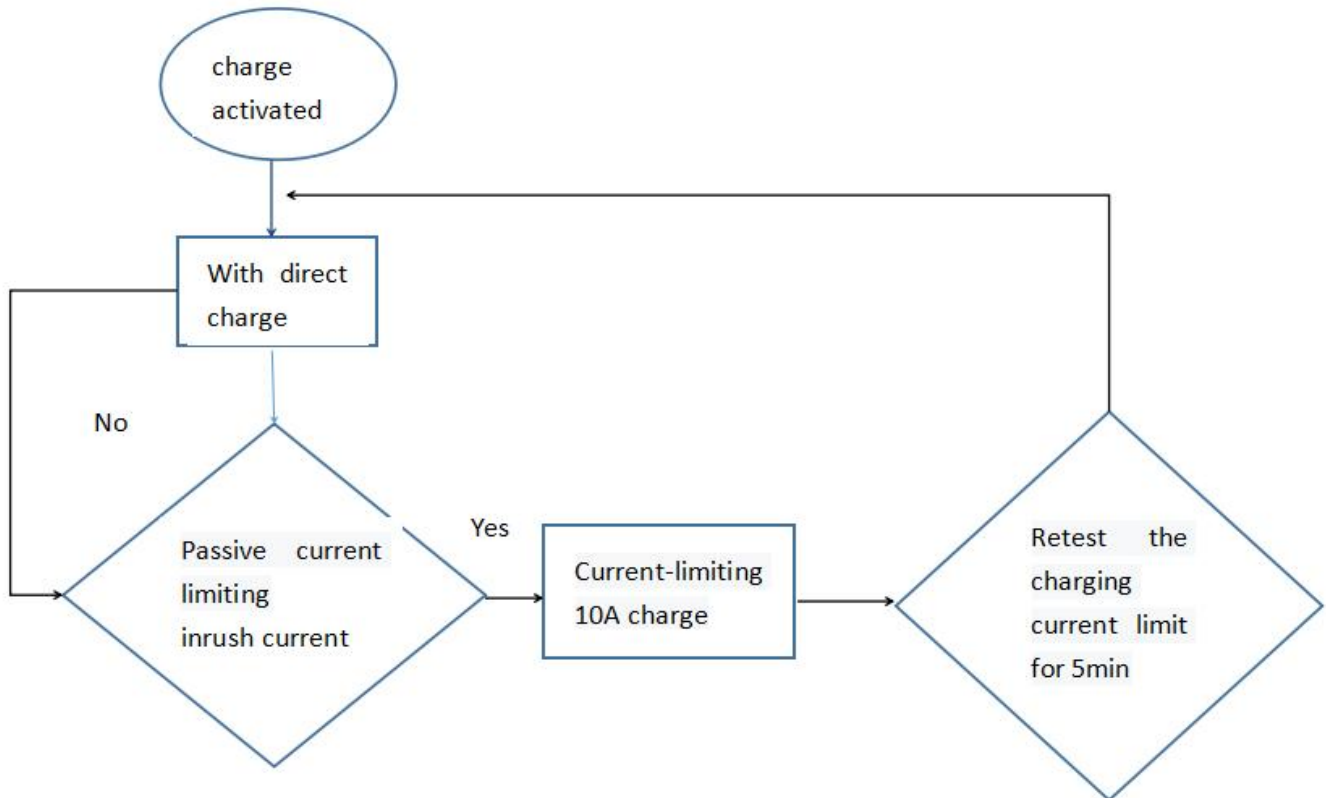 charge
activated
With direct
charge
No
Yes
Passive current
limiting
inrush current
Current-limiting
10A charge
Retest the
charging
current limit
for 5min